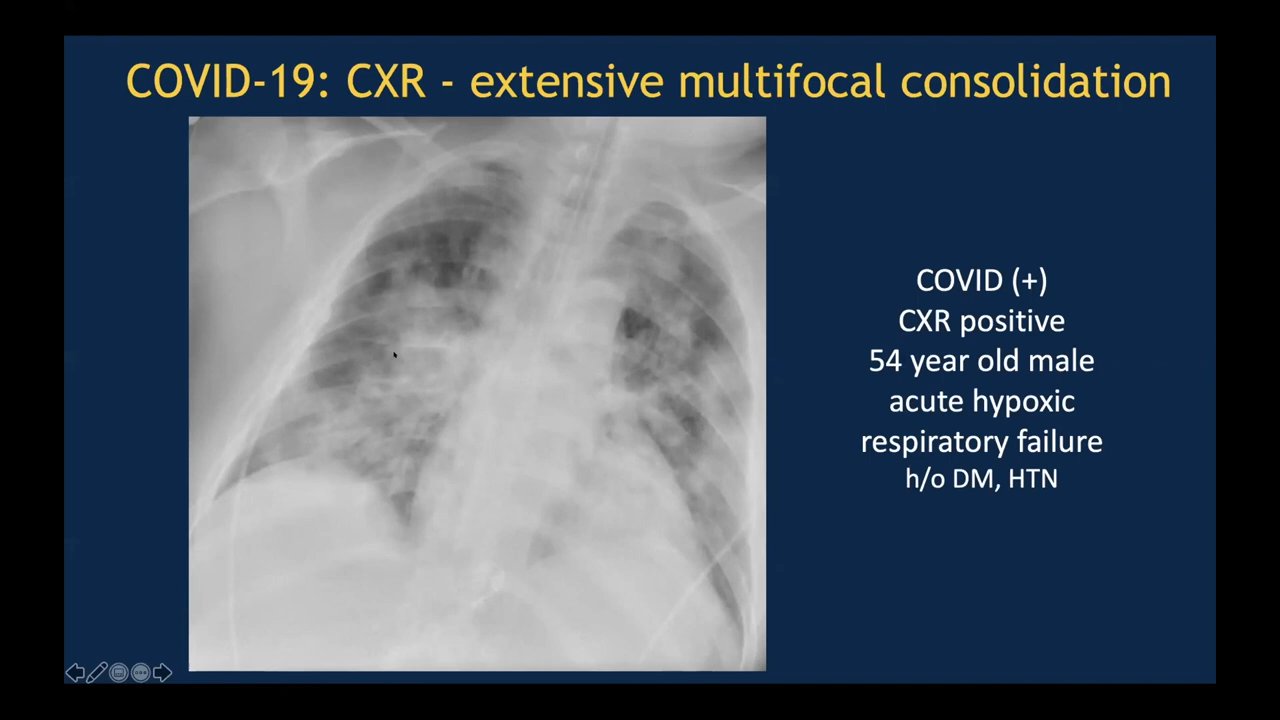 COVID-19: CXR - extensive multifocal consolidation
COVID (+)
CXR positive
54 year old male
acute hypoxic
respiratory failure
h/o DM, HTN